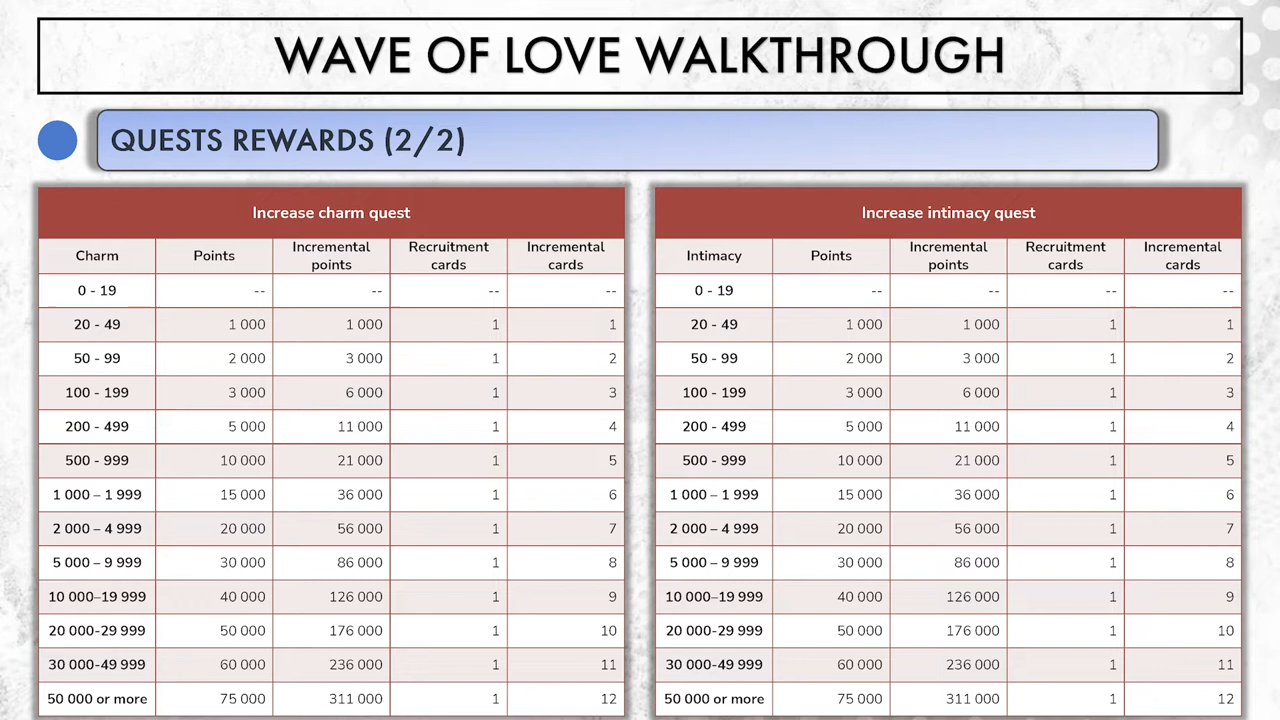 WAVE OF LOVE WALKTHROUGH
QUESTS REWARDS (2/2)
Increase charm quest
Charm Points Incremental points Recruitment cards Incremental cards
0 - 19 -- -- -- --
20 - 49 1 000 1 000 1 1
50 - 99 2 000 3 000 1 2
100 - 199 3 000 6 000 1 3
200 - 499 5 000 11 000 1 4
500 - 999 10 000 21 000 1 5
1 000 – 1 999 15 000 36 000 1 6
2 000 – 4 999 20 000 56 000 1 7
5 000 – 9 999 30 000 86 000 1 8
10 000–19 999 40 000 126 000 1 9
20 000-29 999 50 000 176 000 1 10
30 000-49 999 60 000 236 000 1 11
50 000 or more 75 000 311 000 1 12
Increase intimacy quest
Intimacy Points Incremental points Recruitment cards Incremental cards
0 - 19 -- -- -- --
20 - 49 1 000 1 000 1 1
50 - 99 2 000 3 000 1 2
100 - 199 3 000 6 000 1 3
200 - 499 5 000 11 000 1 4
500 - 999 10 000 21 000 1 5
1 000 – 1 999 15 000 36 000 1 6
2 000 – 4 999 20 000 56 000 1 7
5 000 – 9 999 30 000 86 000 1 8
10 000–19 999 40 000 126 000 1 9
20 000-29 999 50 000 176 000 1 10
30 000-49 999 60 000 236 000 1 11
50 000 or more 75 000 311 000 1 12